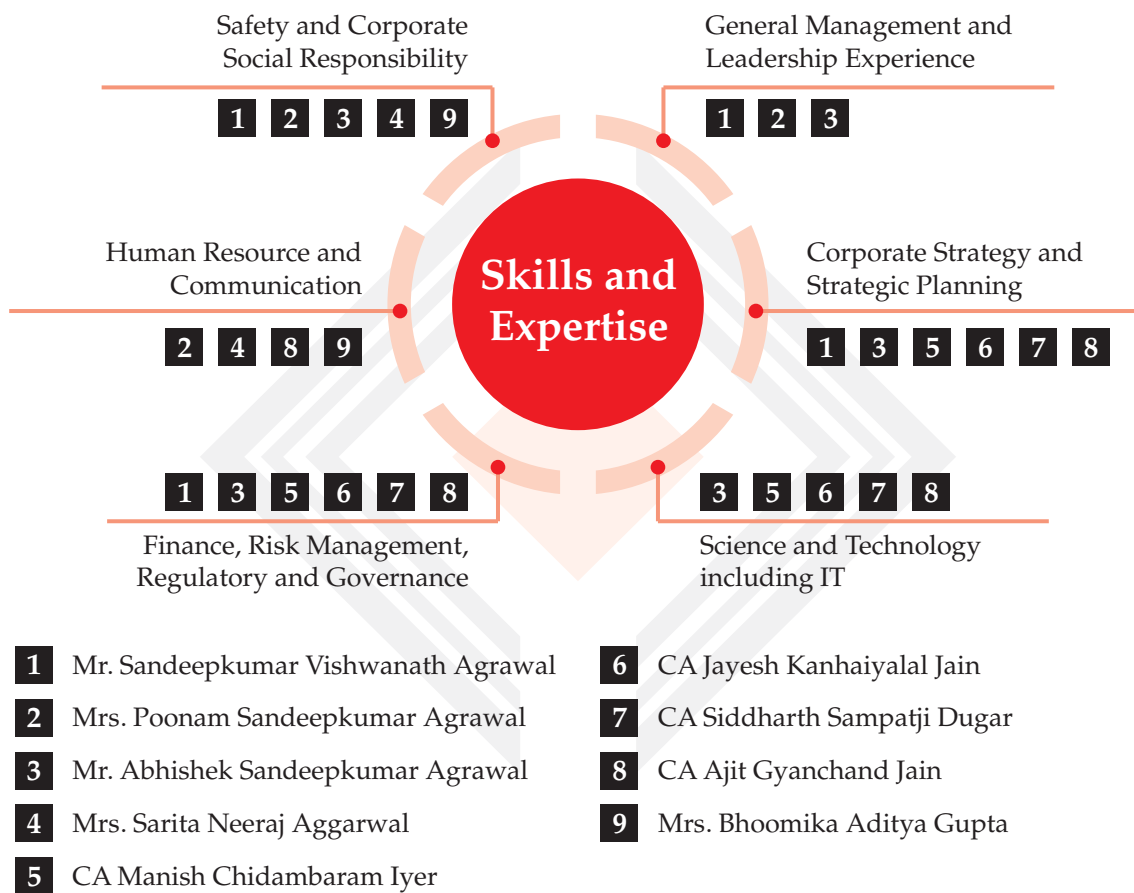 Safety and Corporate
Social Responsibility
1 2 3 4 9
General Management and
Leadership Experience
1 2 3
Human Resource and
Communication
2 4 8 9
Skills and
Expertise
Corporate Strategy and
Strategic Planning
1 3 5 6 7 8
1 3 5 6 7 8
Finance, Risk Management,
Regulatory and Governance
3 5 6 7 8
Science and Technology
including IT
1 Mr. Sandeepkumar Vishwanath Agrawal
2 Mrs. Poonam Sandeepkumar Agrawal
3 Mr. Abhishek Sandeepkumar Agrawal
4 Mrs. Sarita Neeraj Aggarwal
5 CA Manish Chidambaram Iyer
6 CA Jayesh Kanhaiyalal Jain
7 CA Siddharth Sampatji Dugar
8 CA Ajit Gyanchand Jain
9 Mrs. Bhoomika Aditya Gupta